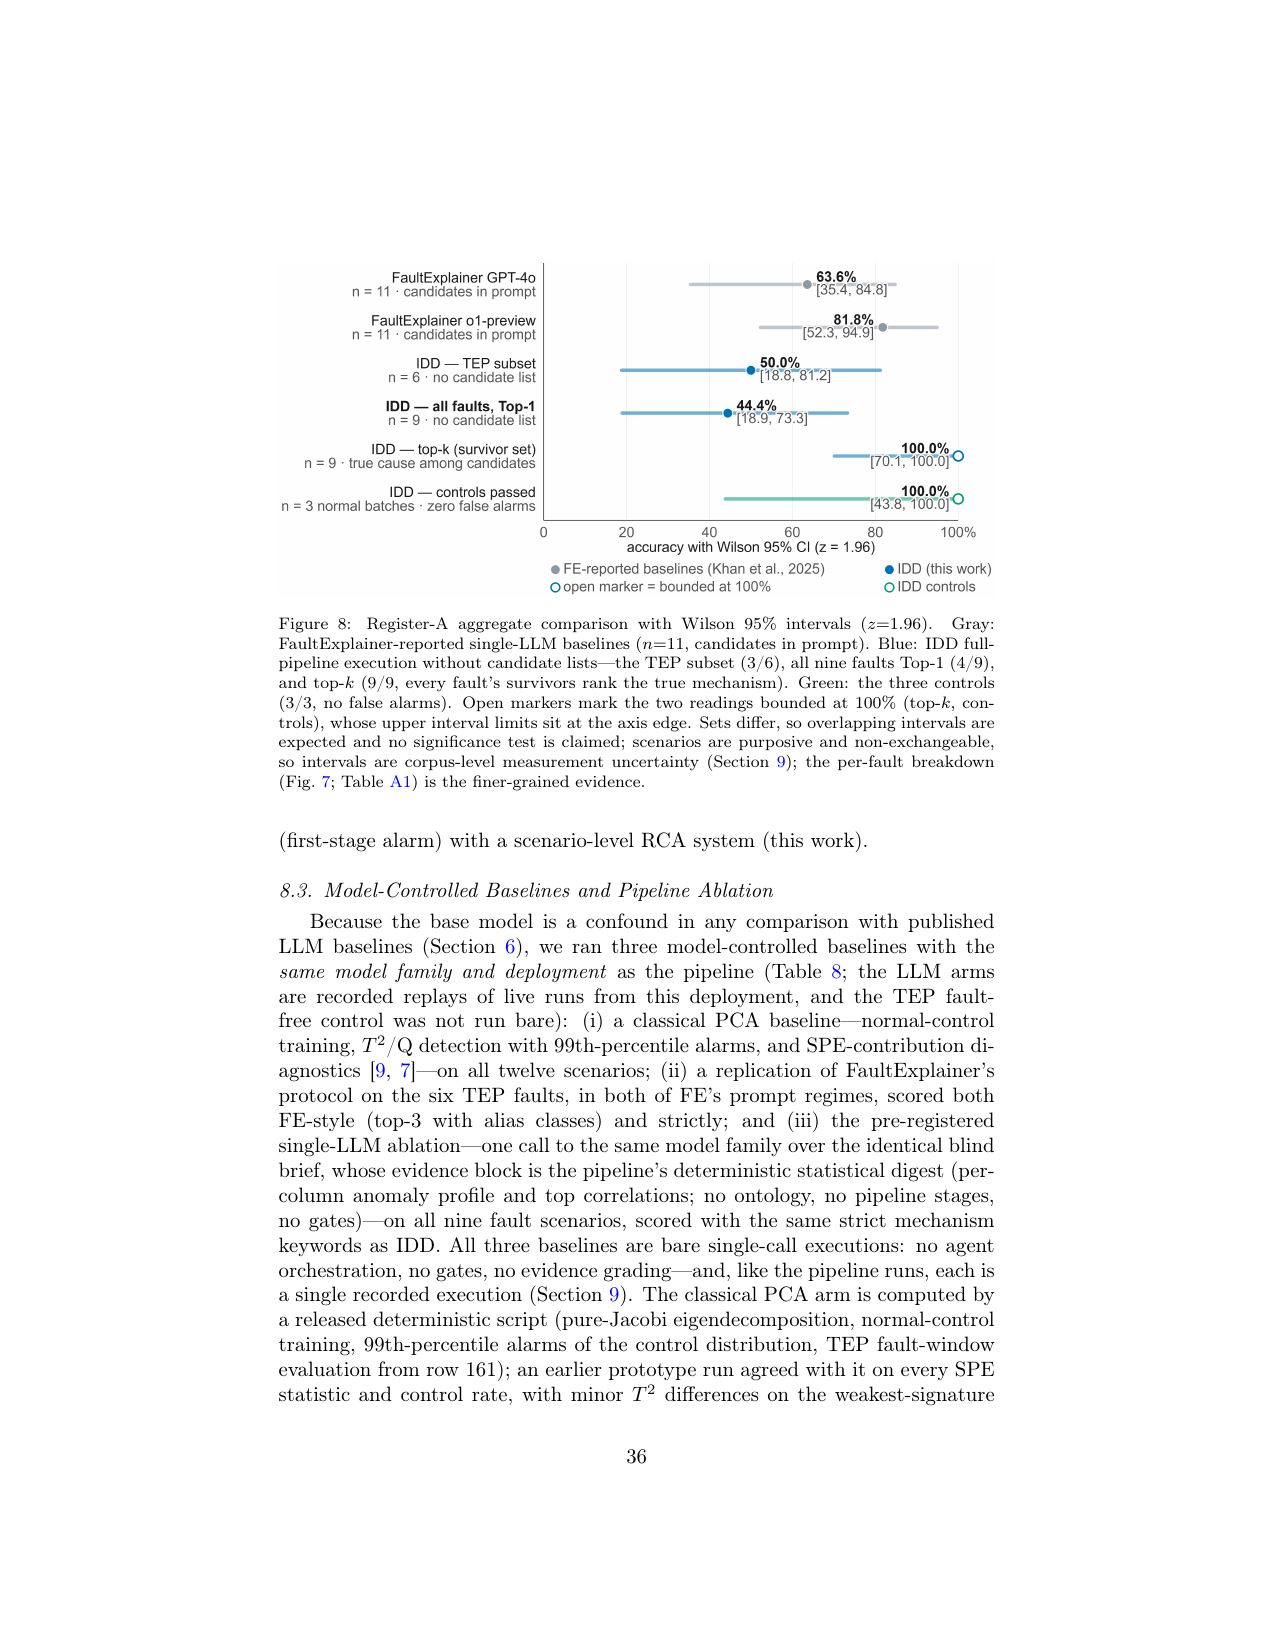 FaultExplainer GPT-4o
n = 11 · candidates in prompt
63.6%
[35.4, 84.8]
FaultExplainer o1-preview
n = 11 · candidates in prompt
81.8%
[52.3, 94.9]
IDD — TEP subset
n = 6 · no candidate list
50.0%
[18.8, 81.2]
IDD — all faults, Top-1
n = 9 · no candidate list
44.4%
[18.9, 73.3]
IDD — top-k (survivor set)
n = 9 · true cause among candidates
100.0%
[70.1, 100.0]
IDD — controls passed
n = 3 normal batches · zero false alarms
100.0%
[43.8, 100.0]
0 20 40 60 80 100%
accuracy with Wilson 95% CI (z = 1.96)
FE-reported baselines (Khan et al., 2025) IDD (this work)
open marker = bounded at 100% IDD controls
Figure 8: Register-A aggregate comparison with Wilson 95% intervals (z=1.96). Gray:
FaultExplainer-reported single-LLM baselines (n=11, candidates in prompt). Blue: IDD full-
pipeline execution without candidate lists—the TEP subset (3/6), all nine faults Top-1 (4/9),
and top-k (9/9, every fault's survivors rank the true mechanism). Green: the three controls
(3/3, no false alarms). Open markers mark the two readings bounded at 100% (top-k, con-
trols), whose upper interval limits sit at the axis edge. Sets differ, so overlapping intervals are
expected and no significance test is claimed; scenarios are purposive and non-exchangeable,
so intervals are corpus-level measurement uncertainty (Section 9); the per-fault breakdown
(Fig. 7; Table A1) is the finer-grained evidence.
(first-stage alarm) with a scenario-level RCA system (this work).
8.3. Model-Controlled Baselines and Pipeline Ablation
Because the base model is a confound in any comparison with published
LLM baselines (Section 6), we ran three model-controlled baselines with the
same model family and deployment as the pipeline (Table 8; the LLM arms
are recorded replays of live runs from this deployment, and the TEP fault-
free control was not run bare): (i) a classical PCA baseline—normal-control
training, T²/Q detection with 99th-percentile alarms, and SPE-contribution di-
agnostics [9, 7]—on all twelve scenarios; (ii) a replication of FaultExplainer's
protocol on the six TEP faults, in both of FE's prompt regimes, scored both
FE-style (top-3 with alias classes) and strictly; and (iii) the pre-registered
single-LLM ablation—one call to the same model family over the identical blind
brief, whose evidence block is the pipeline's deterministic statistical digest (per-
column anomaly profile and top correlations; no ontology, no pipeline stages,
no gates)—on all nine fault scenarios, scored with the same strict mechanism
keywords as IDD. All three baselines are bare single-call executions: no agent
orchestration, no gates, no evidence grading—and, like the pipeline runs, each is
a single recorded execution (Section 9). The classical PCA arm is computed by
a released deterministic script (pure-Jacobi eigendecomposition, normal-control
training, 99th-percentile alarms of the control distribution, TEP fault-window
evaluation from row 161); an earlier prototype run agreed with it on every SPE
statistic and control rate, with minor T² differences on the weakest-signature
36